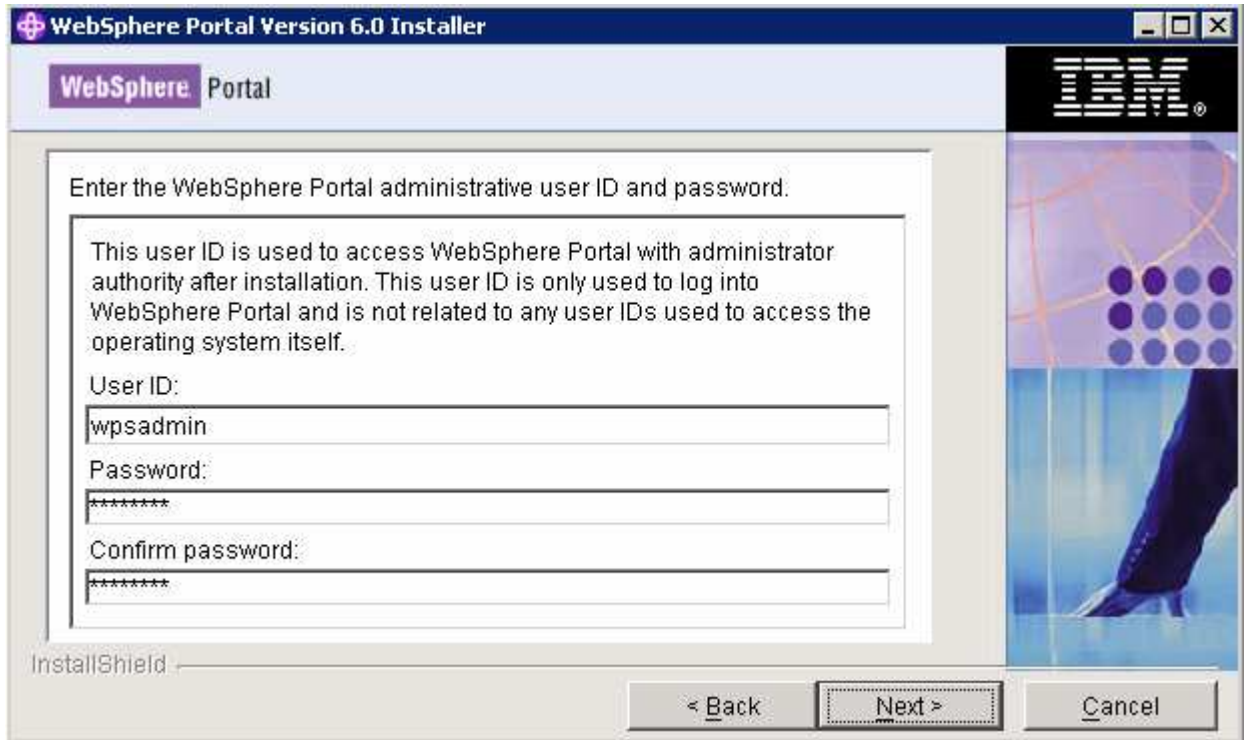 WebSphere Portal Version 6.0 Installer
WebSphere Portal
IBM®
Enter the WebSphere Portal administrative user ID and password.
This user ID is used to access WebSphere Portal with administrator
authority after installation. This user ID is only used to log into
WebSphere Portal and is not related to any user IDs used to access the
operating system itself.
User ID:
wpsadmin
Password:
********
Confirm password:
********
InstallShield
< Back
Next >
Cancel